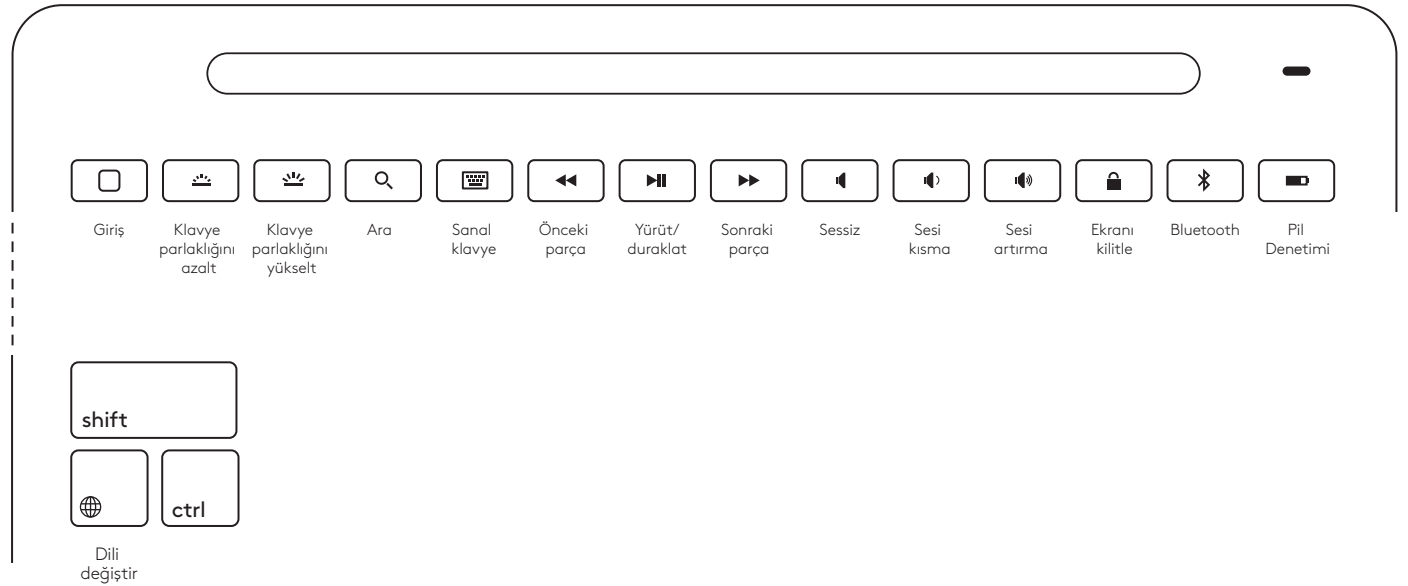 Giriş
Klavye
parlaklığını
azalt
Klavye
parlaklığını
yükselt
Ara
Sanal
klavye
Önceki
parça
Yürüt/
duraklat
Sonraki
parça
Sessiz
Sesi
kısma
Sesi
artırma
Ekranı
kilitle
Bluetooth
Pil
Denetimi
shift
ctrl
Dili
değiştir